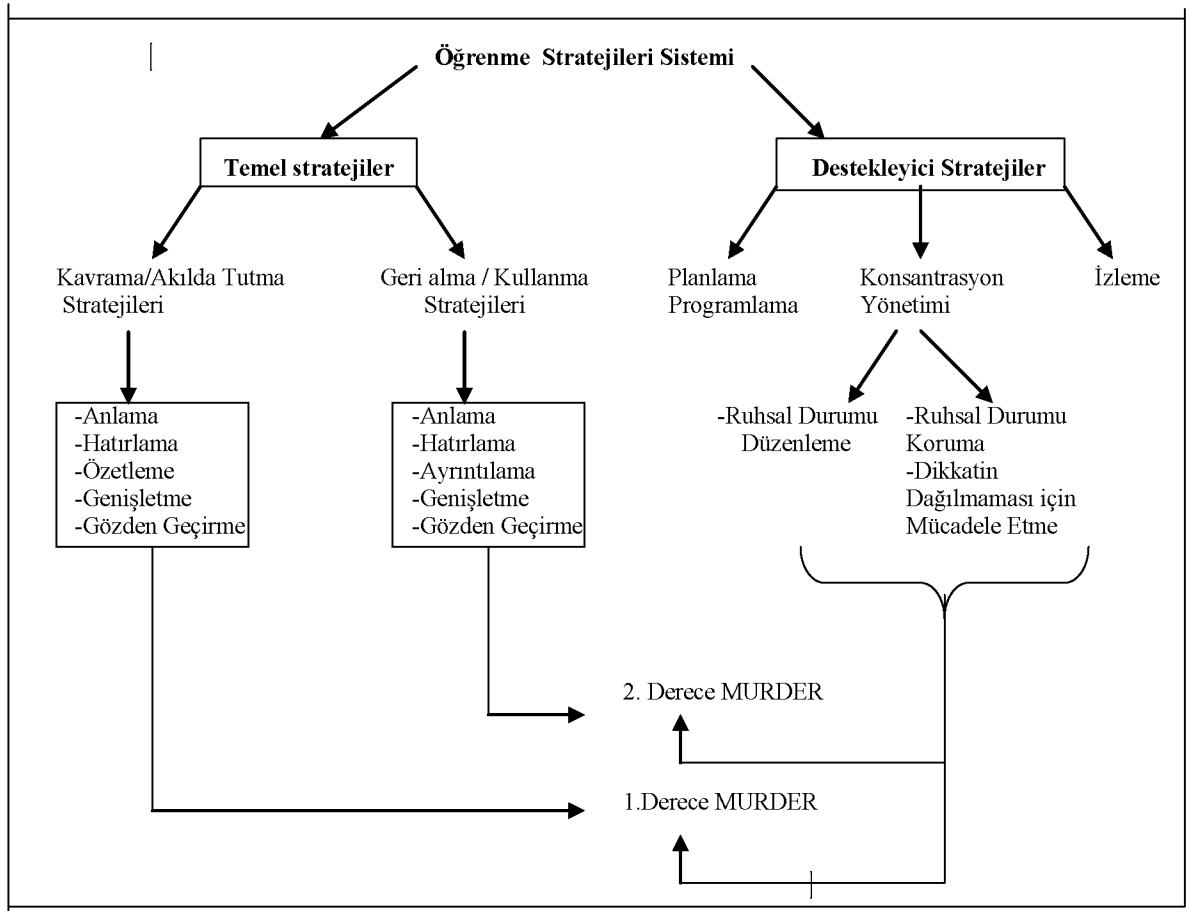 Öğrenme Stratejileri Sistemi
Temel stratejiler
Destekleyici Stratejiler
Kavrama/Akılda Tutma
Stratejileri
Geri alma / Kullanma
Stratejileri
Planlama
Programlama
Konsantrasyon
Yönetimi
İzleme
-Anlama
-Hatırlama
-Özetleme
-Genişletme
-Gözden Geçirme
-Anlama
-Hatırlama
-Ayrıntılama
-Genişletme
-Gözden Geçirme
-Ruhsal Durumu
Düzenleme
-Ruhsal Durumu
Koruma
-Dikkatin
Dağılmaması için
Mücadele Etme
2. Derece MURDER
1.Derece MURDER